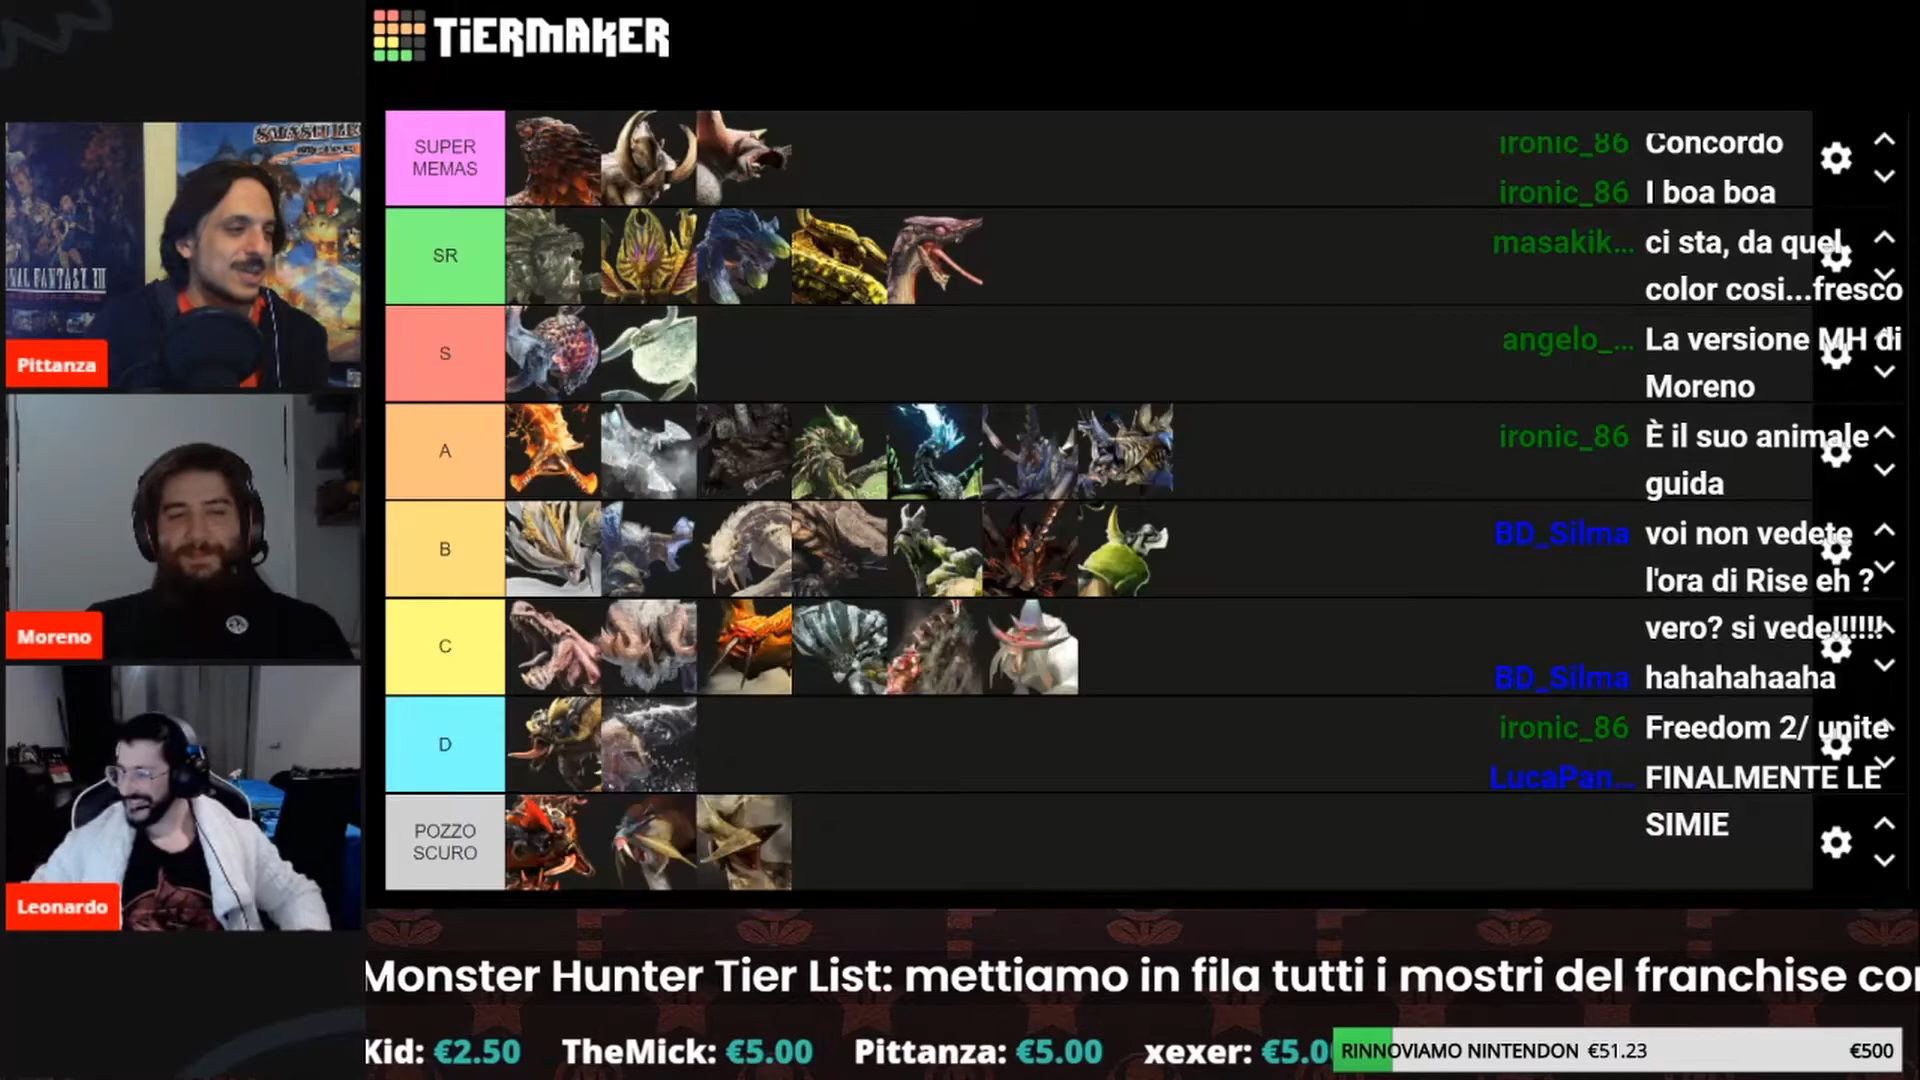 TiERMAKER
SUPER
MEMAS
SR
S
A
B
C
D
POZZO
SCURO
ironic_86 Concordo
ironic_86 I boa boa
masakik... ci sta, da quel
color cosi...fresco
angelo_... La versione MH di
Moreno
ironic_86 È il suo animale
guida
BD_Silma voi non vedete
l'ora di Rise eh ?
vero? si vede!!!!!!
BD_Silma hahahahaaha
ironic_86 Freedom 2/ unite
LucaPan... FINALMENTE LE
SIMIE
Pittanza
Moreno
Leonardo
Monster Hunter Tier List: mettiamo in fila tutti i mostri del franchise con
Kid: €2.50 TheMick: €5.00 Pittanza: €5.00 xexer: €5.0
RINNOVIAMO NINTENDON €51.23 €500